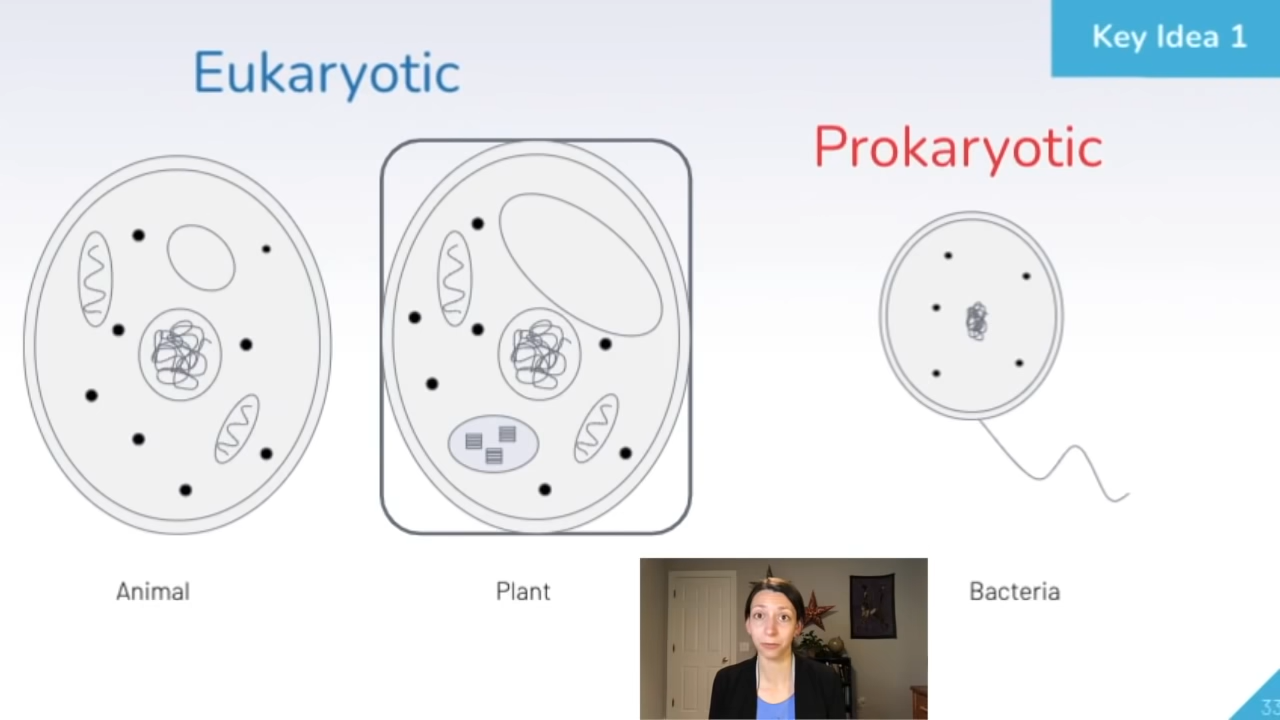 Key Idea 1
Eukaryotic
Prokaryotic
Animal
Plant
Bacteria